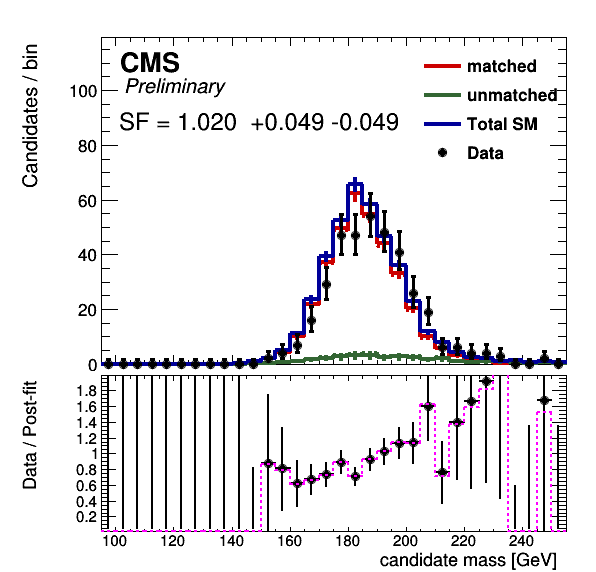 CMS
Preliminary
SF = 1.020 +0.049 -0.049
matched
unmatched
Total SM
Data
Candidates / bin
100
80
60
40
20
0
Data / Post-fit
1.8
1.6
1.4
1.2
1
0.8
0.6
0.4
0.2
100 120 140 160 180 200 220 240
candidate mass [GeV]